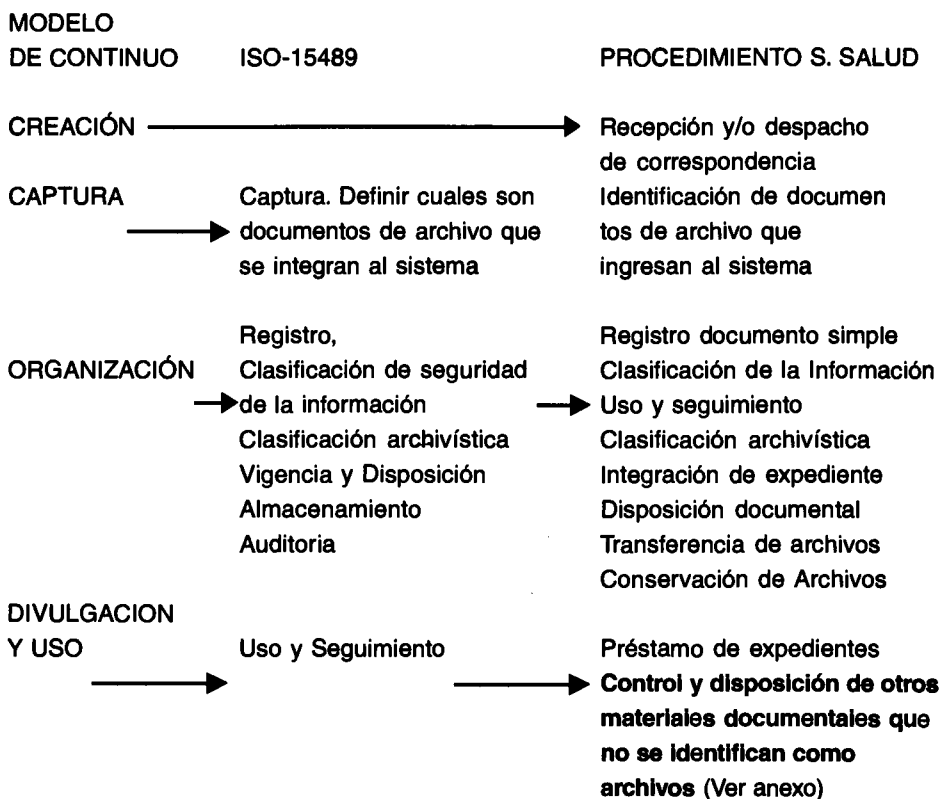 MODELO
DE CONTINUO ISO-15489 PROCEDIMIENTO S. SALUD
CREACIÓN Recepción y/o despacho
de correspondencia
CAPTURA Captura. Definir cuales son Identificación de documen
documentos de archivo que tos de archivo que
se integran al sistema ingresan al sistema
Registro, Registro documento simple
ORGANIZACIÓN Clasificación de seguridad Clasificación de la Información
de la información Uso y seguimiento
Clasificación archivística Clasificación archivística
Vigencia y Disposición Integración de expediente
Almacenamiento Disposición documental
Auditoria Transferencia de archivos
Conservación de Archivos
DIVULGACION
Y USO Uso y Seguimiento Préstamo de expedientes
Control y disposición de otros
materiales documentales que
no se identifican como
archivos (Ver anexo)